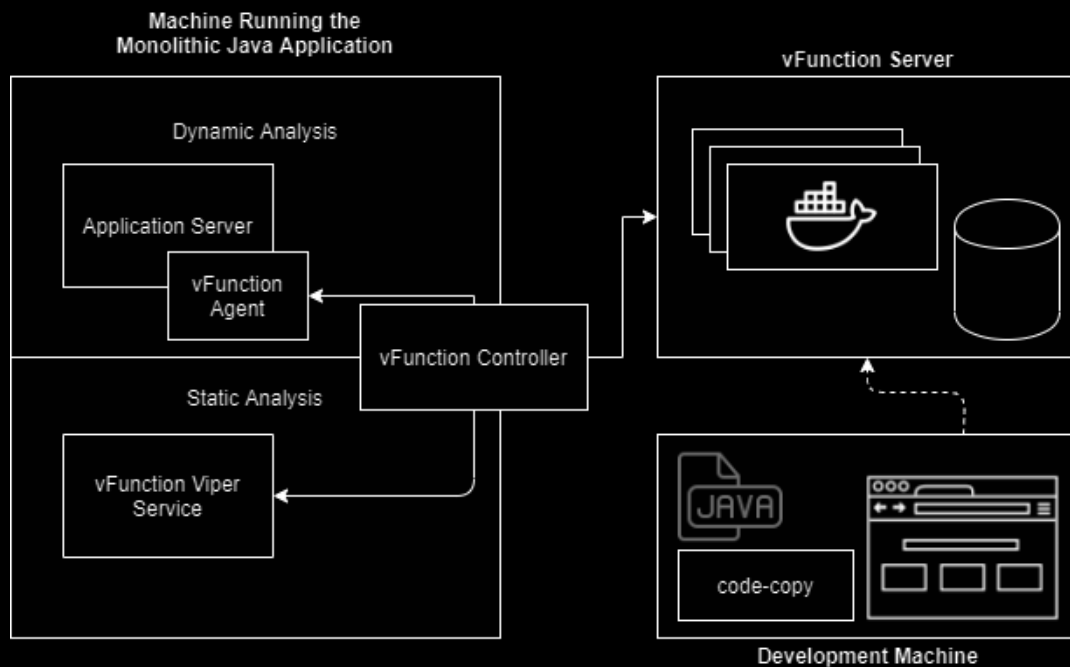 Machine Running the
Monolithic Java Application
vFunction Server
Dynamic Analysis
Application Server
vFunction
Agent
vFunction Controller
Static Analysis
vFunction Viper
Service
JAVA
code-copy
Development Machine